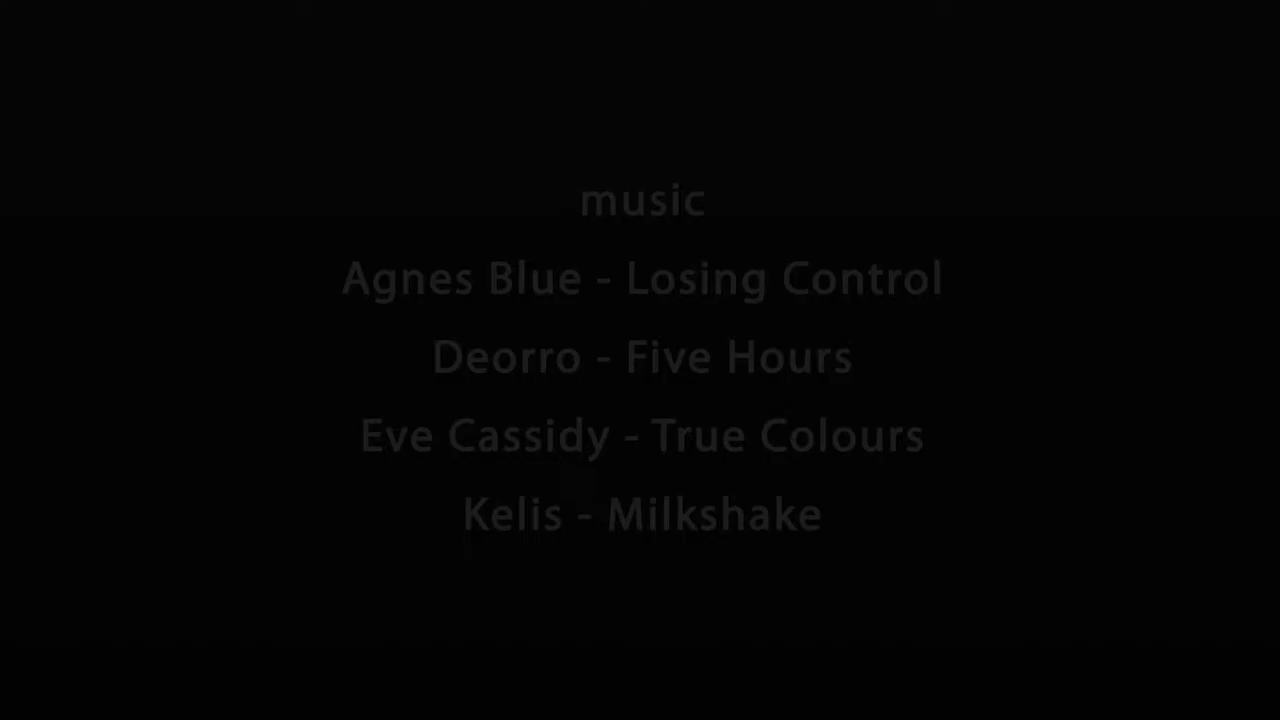 music
Agnes Blue - Losing Control
Deorro - Five Hours
Eve Cassidy - True Colours
Kelis - Milkshake